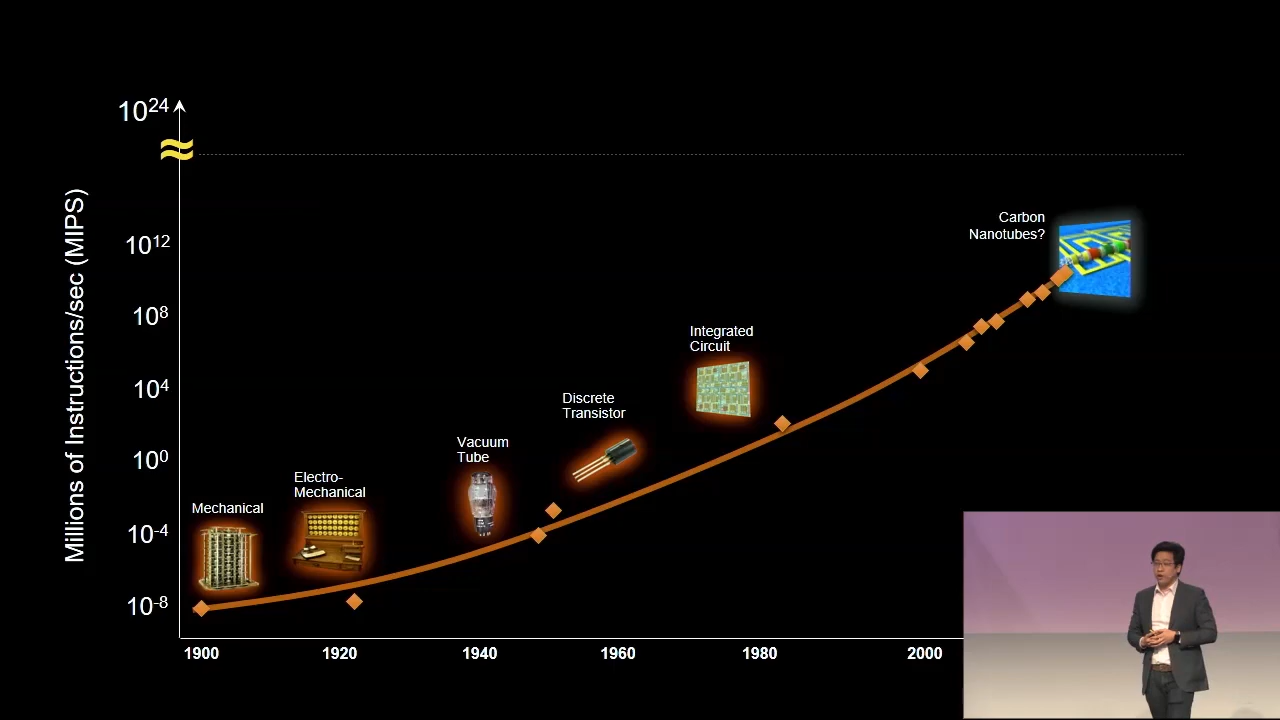 10²⁴
Millions of Instructions/sec (MIPS)
10¹²
10⁸
10⁴
10⁰
10⁻⁴
10⁻⁸
Mechanical
Electro-
Mechanical
Vacuum
Tube
Discrete
Transistor
Integrated
Circuit
Carbon
Nanotubes?
1900
1920
1940
1960
1980
2000